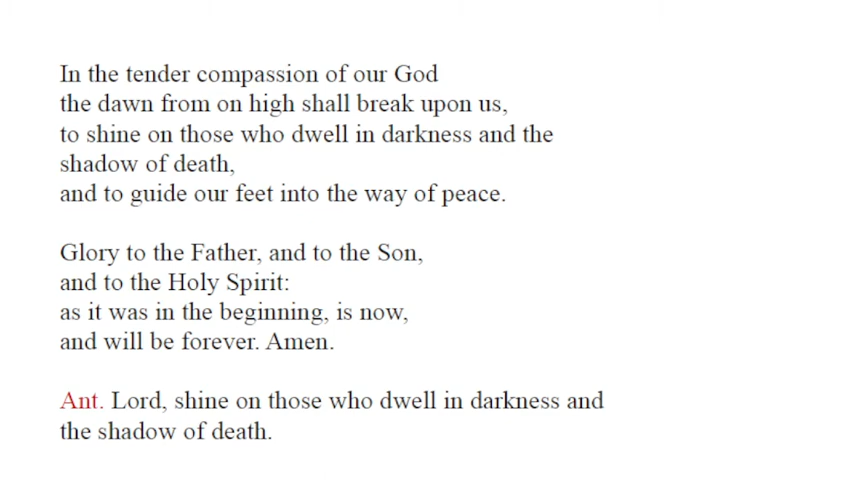 In the tender compassion of our God
the dawn from on high shall break upon us,
to shine on those who dwell in darkness and the
shadow of death,
and to guide our feet into the way of peace.
Glory to the Father, and to the Son,
and to the Holy Spirit:
as it was in the beginning, is now,
and will be forever. Amen.
Ant. Lord, shine on those who dwell in darkness and
the shadow of death.